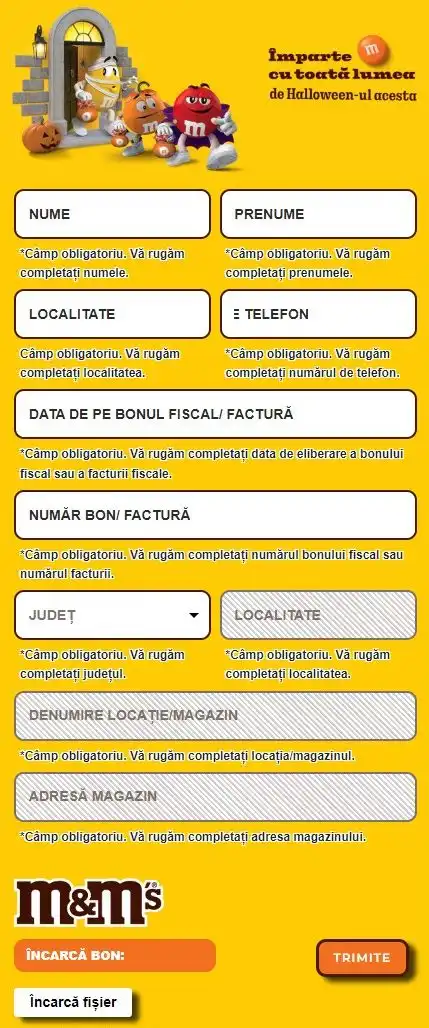 Împarte
cu toată lumea
de Halloween-ul acesta
NUME
PRENUME
*Câmp obligatoriu. Vă rugăm
completați numele.
*Câmp obligatoriu. Vă rugăm
completați prenumele.
LOCALITATE
TELEFON
Câmp obligatoriu. Vă rugăm
completați localitatea.
*Câmp obligatoriu. Vă rugăm
completați numărul de telefon.
DATA DE PE BONUL FISCAL/ FACTURĂ
*Câmp obligatoriu. Vă rugăm completați data de eliberare a bonului
fiscal sau a facturii fiscale.
NUMĂR BON/ FACTURĂ
*Câmp obligatoriu. Vă rugăm completați numărul bonului fiscal sau
numărul facturii.
JUDEȚ
LOCALITATE
*Câmp obligatoriu. Vă rugăm
completați județul.
*Câmp obligatoriu. Vă rugăm
completați localitatea.
DENUMIRE LOCAȚIE/MAGAZIN
*Câmp obligatoriu. Vă rugăm completați locația/magazinul.
ADRESĂ MAGAZIN
*Câmp obligatoriu. Vă rugăm completați adresa magazinului.
m&m's
ÎNCARCĂ BON:
TRIMITE
Încarcă fișier